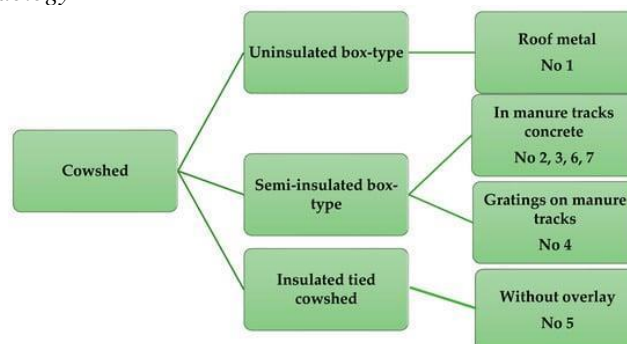 Uninsulated box-type
Roof metal
No 1
In manure tracks
concrete
No 2, 3, 6, 7
Cowshed
Semi-insulated box-
type
Gratings on manure
tracks
No 4
Insulated tied
cowshed
Without overlay
No 5